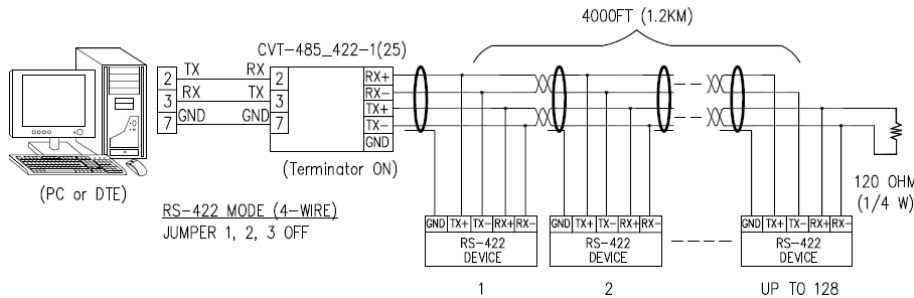 4000FT (1.2KM)
CVT-485_422-1(25)
TX RX
2 2
RX TX
3 3
GND GND
7 7
RX+
RX-
TX+
TX-
GND
(Terminator ON)
(PC or DTE)
RS-422 MODE (4-WIRE)
JUMPER 1, 2, 3 OFF
120 OHM
(1/4 W)
GND TX+ TX- RX+ RX-
RS-422
DEVICE
1
GND TX+ TX- RX+ RX-
RS-422
DEVICE
2
GND TX+ TX- RX+ RX-
RS-422
DEVICE
UP TO 128